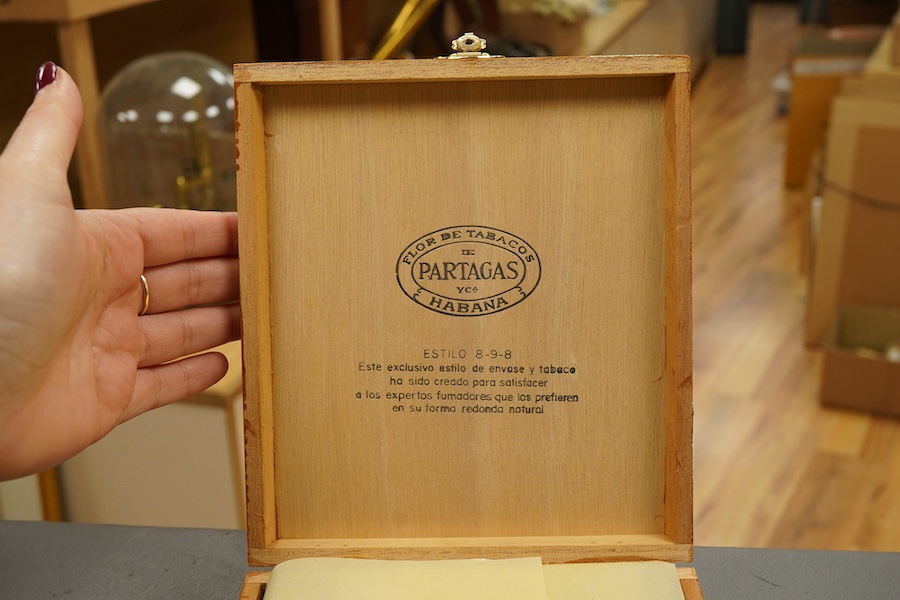 FLOR DE TABACOS
DE
PARTAGAS
Y Cª
HABANA
ESTILO 8-9-8
Este exclusivo estilo de envase y tabaco
ha sido creado para satisfacer
a los expertos fumadores que los prefieren
en su forma redonda natural